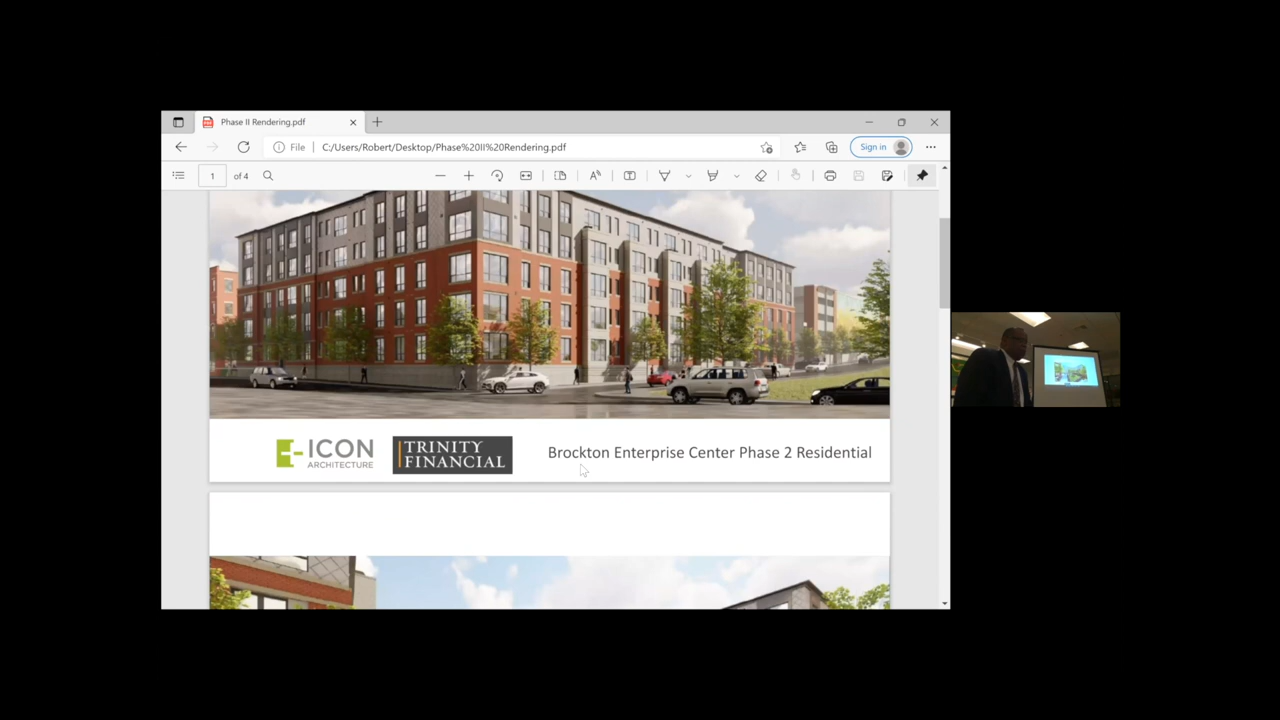 Phase II Rendering.pdf
File
C:/Users/Robert/Desktop/Phase%20II%20Rendering.pdf
Sign in
1
of 4
ICON
ARCHITECTURE
TRINITY
FINANCIAL
Brockton Enterprise Center Phase 2 Residential